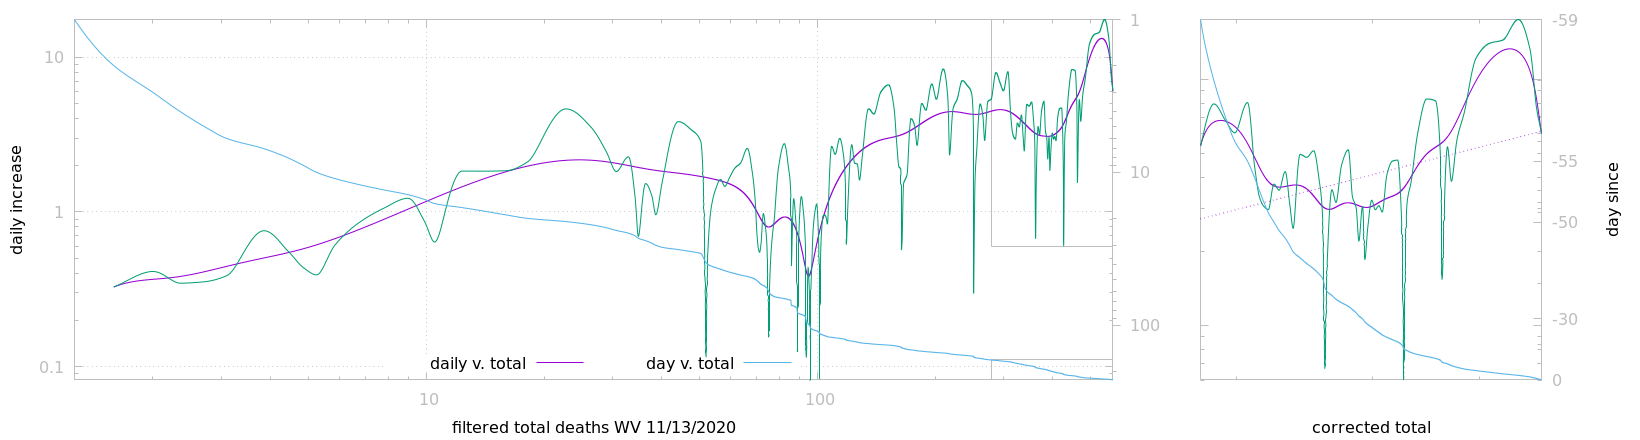 1
-59
10
daily increase
10
-55
1
-50
day since
100
-30
0.1
daily v. total
day v. total
0
10
100
filtered total deaths WV 11/13/2020
corrected total